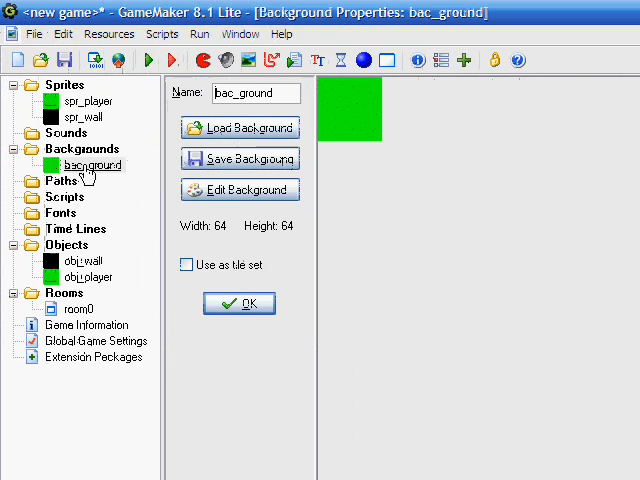 <new game>* - GameMaker 8.1 Lite - [Background Properties: bac_ground]
File Edit Resources Scripts Run Window Help
Sprites
spr_player
spr_wall
Sounds
Backgrounds
bac_ground
Paths
Scripts
Fonts
Time Lines
Objects
obj_wall
obj_player
Rooms
room0
Game Information
Global Game Settings
Extension Packages
Name: bac_ground
Load Background
Save Background
Edit Background
Width: 64 Height: 64
Use as tile set
OK